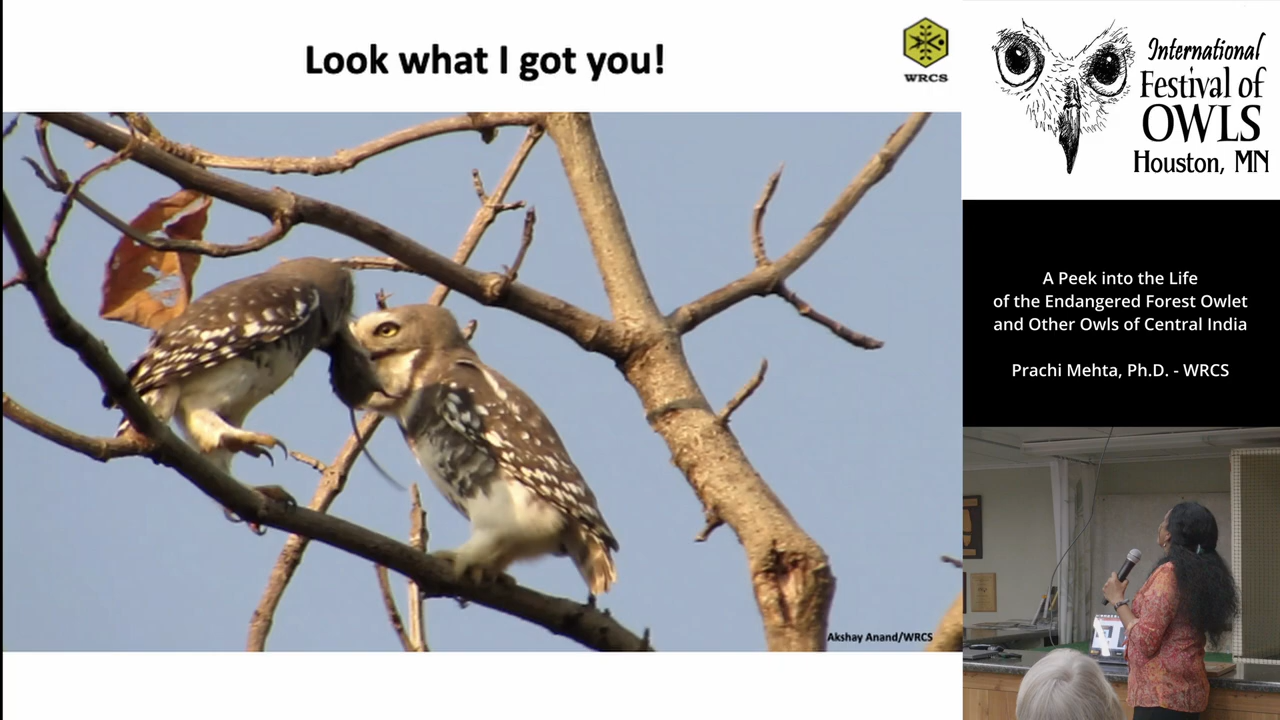 Look what I got you!
WRCS
Akshay Anand/WRCS
International
Festival of
OWLS
Houston, MN
A Peek into the Life
of the Endangered Forest Owlet
and Other Owls of Central India
Prachi Mehta, Ph.D. - WRCS